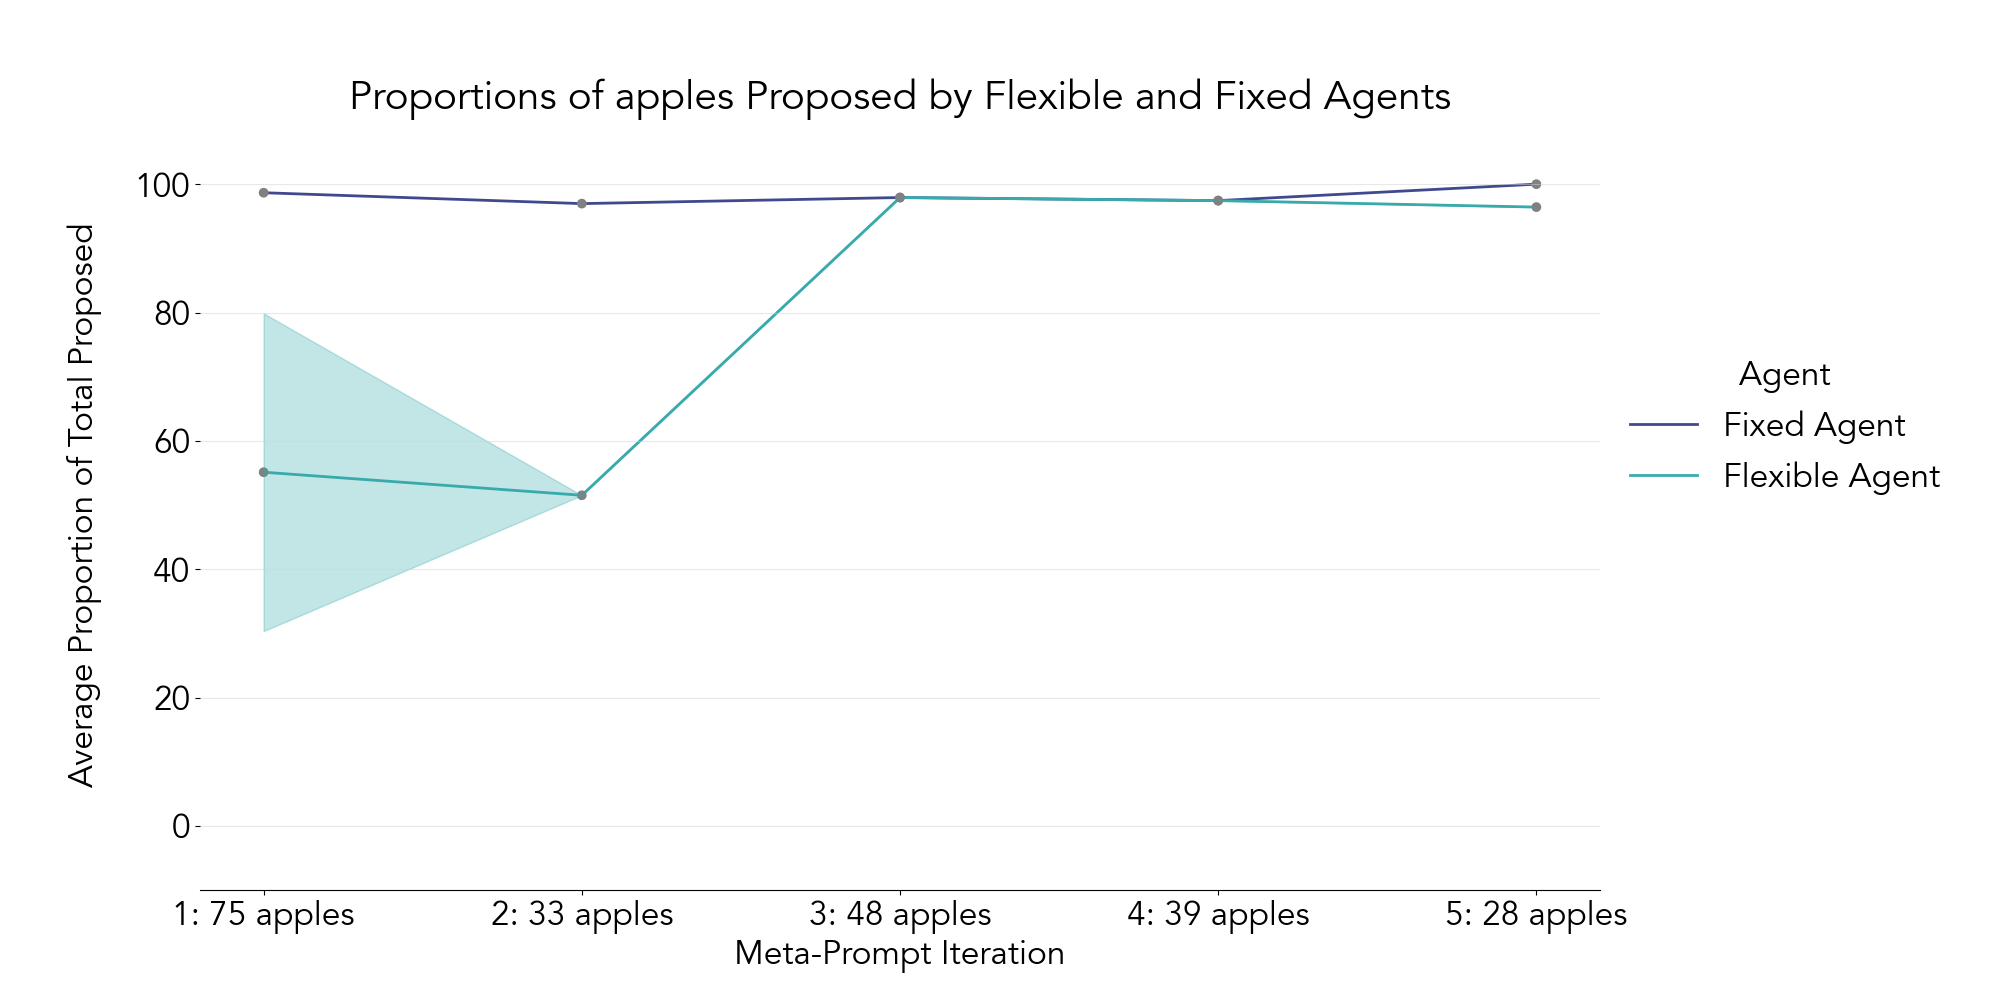 Proportions of apples Proposed by Flexible and Fixed Agents
Average Proportion of Total Proposed
100
80
60
40
20
0
1: 75 apples
2: 33 apples
3: 48 apples
4: 39 apples
5: 28 apples
Meta-Prompt Iteration
Agent
Fixed Agent
Flexible Agent